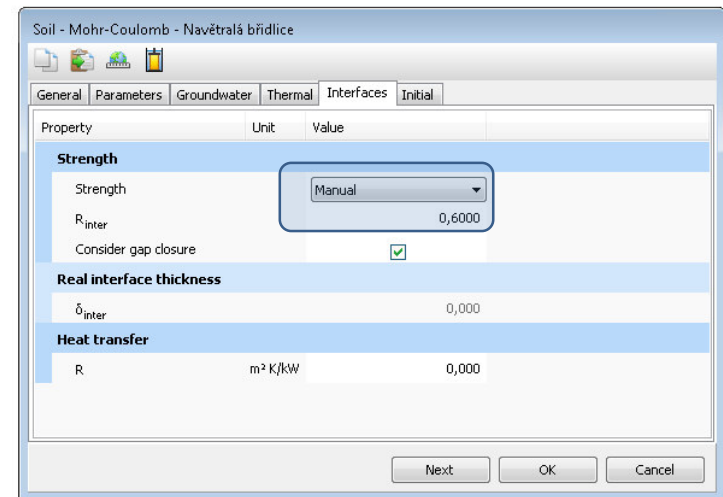 Soil - Mohr-Coulomb - Navětralá břidlice
General Parameters Groundwater Thermal Interfaces Initial
Property Unit Value
Strength
Strength Manual
Rinter 0,6000
Consider gap closure
Real interface thickness
δinter 0,000
Heat transfer
R m² K/kW 0,000
Next OK Cancel